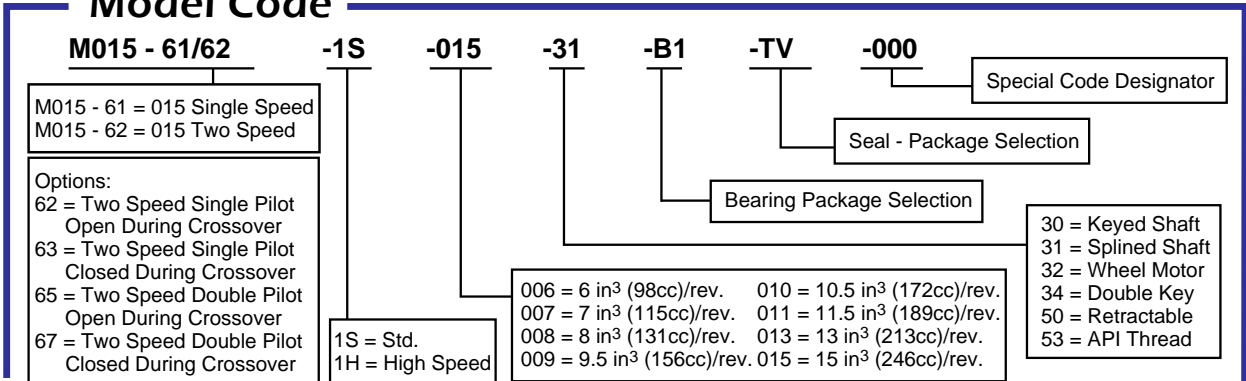 Model Code
M015 - 61/62 -1S -015 -31 -B1 -TV -000
Special Code Designator
M015 - 61 = 015 Single Speed
M015 - 62 = 015 Two Speed
Seal - Package Selection
Bearing Package Selection
Options:
62 = Two Speed Single Pilot
Open During Crossover
63 = Two Speed Single Pilot
Closed During Crossover
65 = Two Speed Double Pilot
Open During Crossover
67 = Two Speed Double Pilot
Closed During Crossover
1S = Std.
1H = High Speed
006 = 6 in³ (98cc)/rev. 010 = 10.5 in³ (172cc)/rev.
007 = 7 in³ (115cc)/rev. 011 = 11.5 in³ (189cc)/rev.
008 = 8 in³ (131cc)/rev. 013 = 13 in³ (213cc)/rev.
009 = 9.5 in³ (156cc)/rev. 015 = 15 in³ (246cc)/rev.
30 = Keyed Shaft
31 = Splined Shaft
32 = Wheel Motor
34 = Double Key
50 = Retractable
53 = API Thread